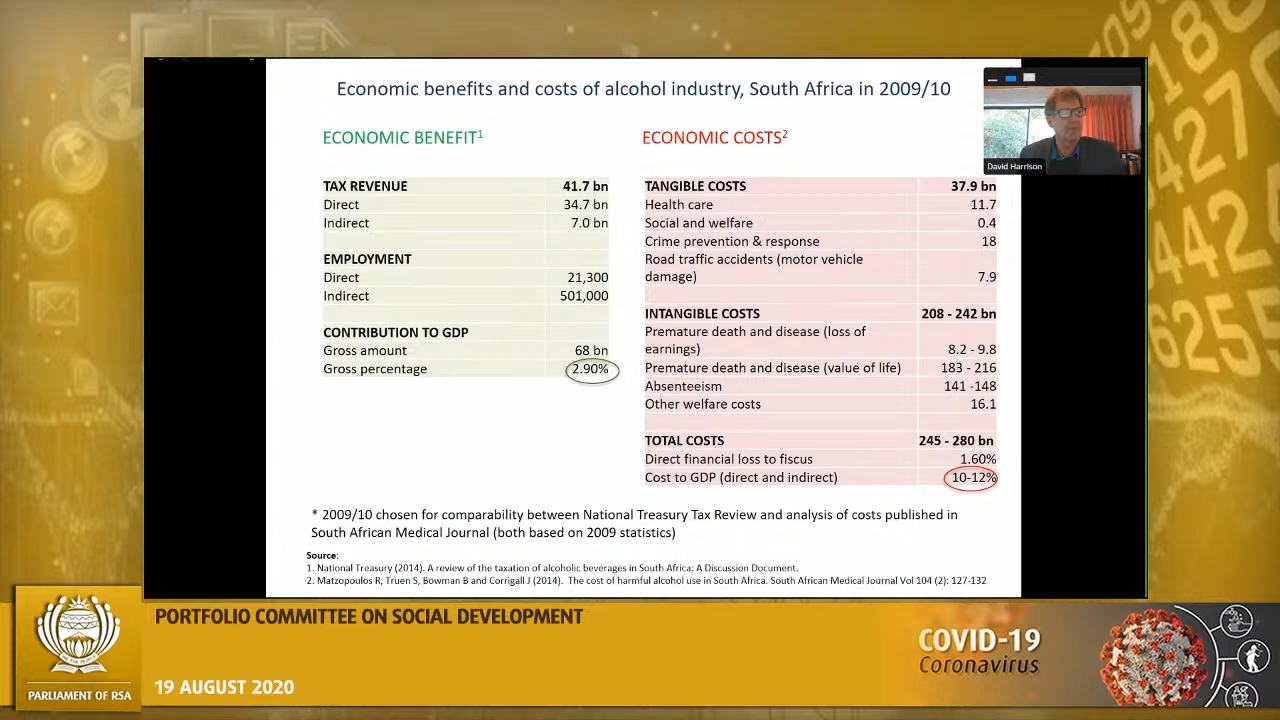 Economic benefits and costs of alcohol industry, South Africa in 2009/10
David Harrison
ECONOMIC BENEFIT1
TAX REVENUE 41.7 bn
Direct 34.7 bn
Indirect 7.0 bn
EMPLOYMENT
Direct 21,300
Indirect 501,000
CONTRIBUTION TO GDP
Gross amount 68 bn
Gross percentage 2.90%
ECONOMIC COSTS2
TANGIBLE COSTS 37.9 bn
Health care 11.7
Social and welfare 0.4
Crime prevention & response 18
Road traffic accidents (motor vehicle
damage) 7.9
INTANGIBLE COSTS 208 - 242 bn
Premature death and disease (loss of
earnings) 8.2 - 9.8
Premature death and disease (value of life) 183 - 216
Absenteeism 141 -148
Other welfare costs 16.1
TOTAL COSTS 245 - 280 bn
Direct financial loss to fiscus 1.60%
Cost to GDP (direct and indirect) 10-12%
* 2009/10 chosen for comparability between National Treasury Tax Review and analysis of costs published in
South African Medical Journal (both based on 2009 statistics)
Source:
1. National Treasury (2014). A review of the taxation of alcoholic beverages in South Africa: A Discussion Document.
2. Matzopoulos R, Truen S, Bowman B and Corrigall J (2014). The cost of harmful alcohol use in South Africa. South African Medical Journal Vol 104 (2): 127-132
PORTFOLIO COMMITTEE ON SOCIAL DEVELOPMENT
19 AUGUST 2020
PARLIAMENT OF RSA
COVID-19
Coronavirus